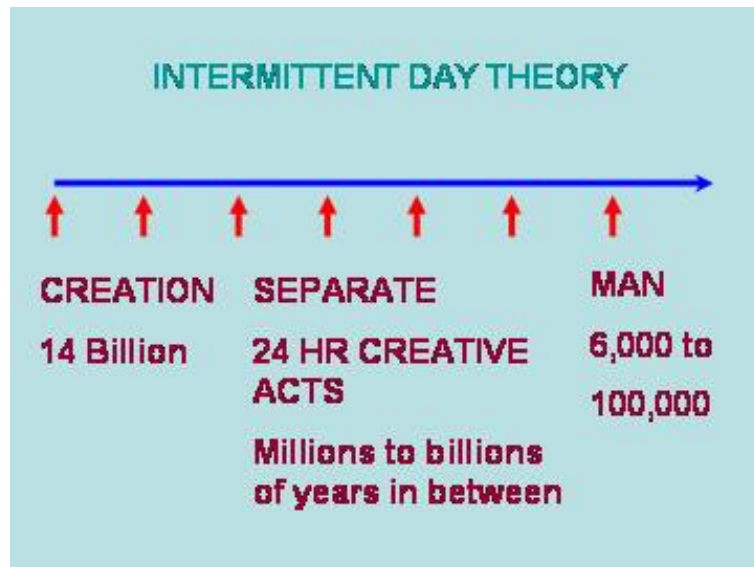 INTERMITTENT DAY THEORY
CREATION
14 Billion
SEPARATE
24 HR CREATIVE
ACTS
Millions to billions
of years in between
MAN
6,000 to
100,000